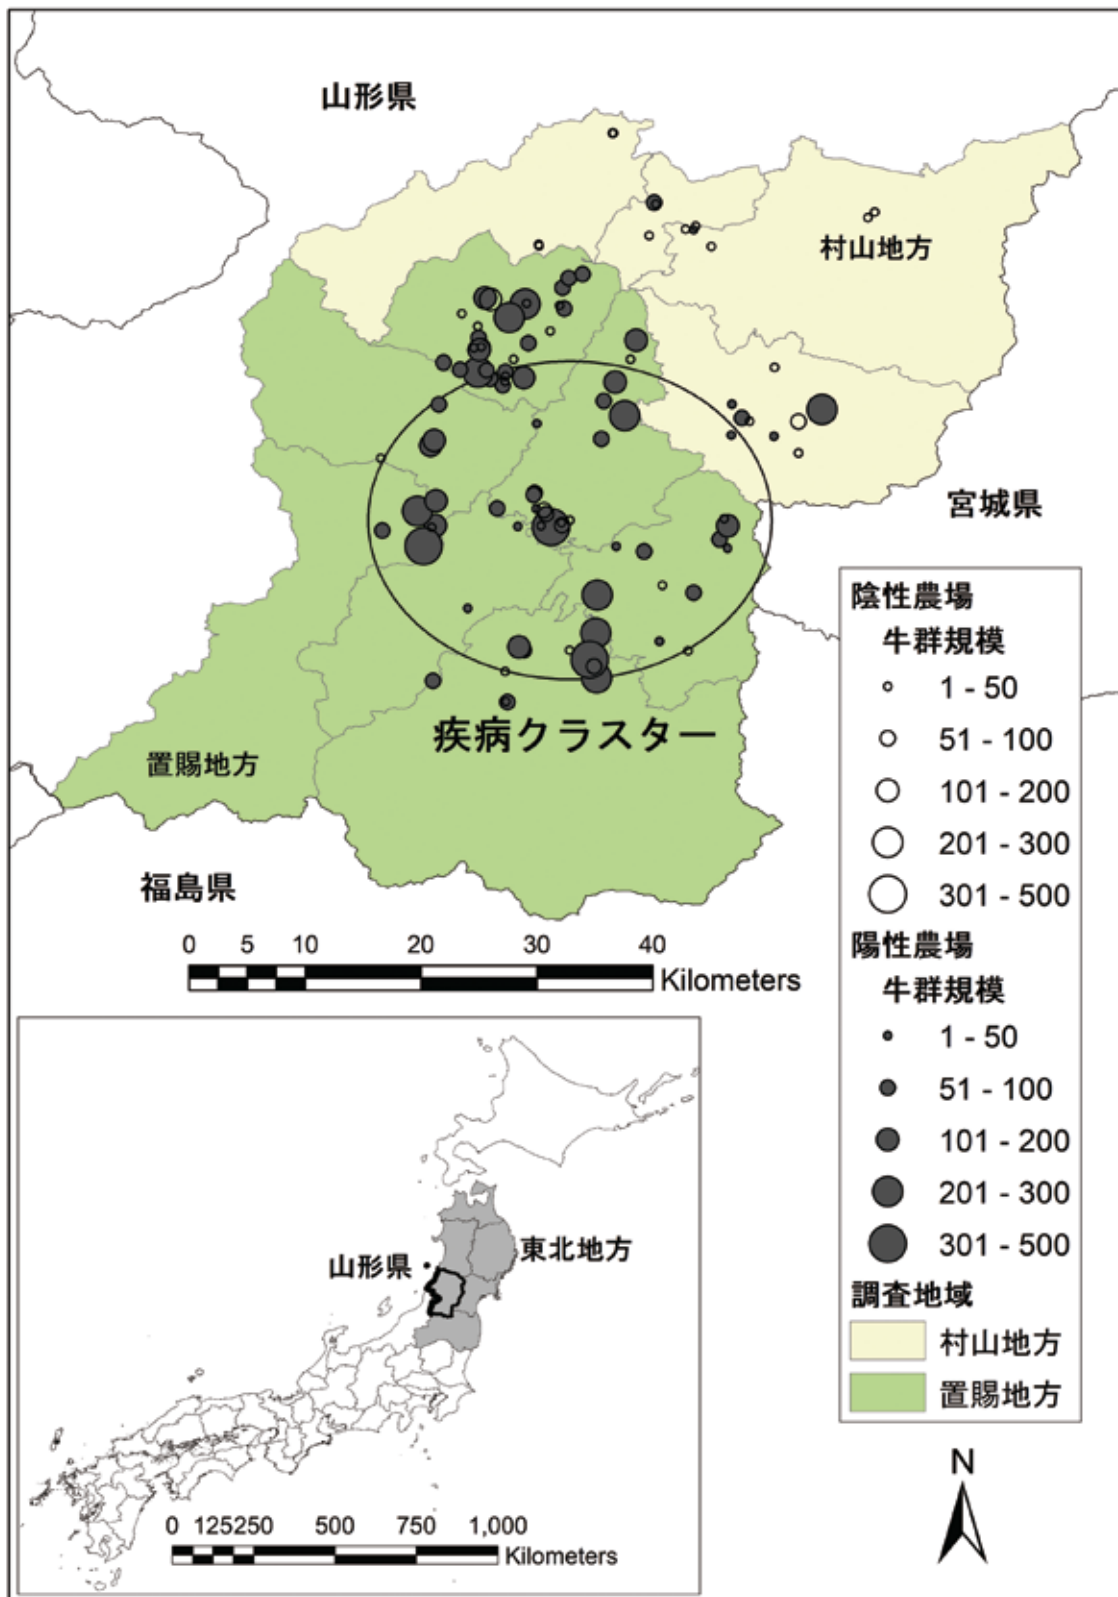 山形県
村山地方
宮城県
疾病クラスター
置賜地方
福島県
0 5 10 20 30 40
Kilometers
陰性農場
牛群規模
1 - 50
51 - 100
101 - 200
201 - 300
301 - 500
陽性農場
牛群規模
1 - 50
51 - 100
101 - 200
201 - 300
301 - 500
調査地域
村山地方
置賜地方
N
東北地方
山形県
0 125250 500 750 1,000
Kilometers